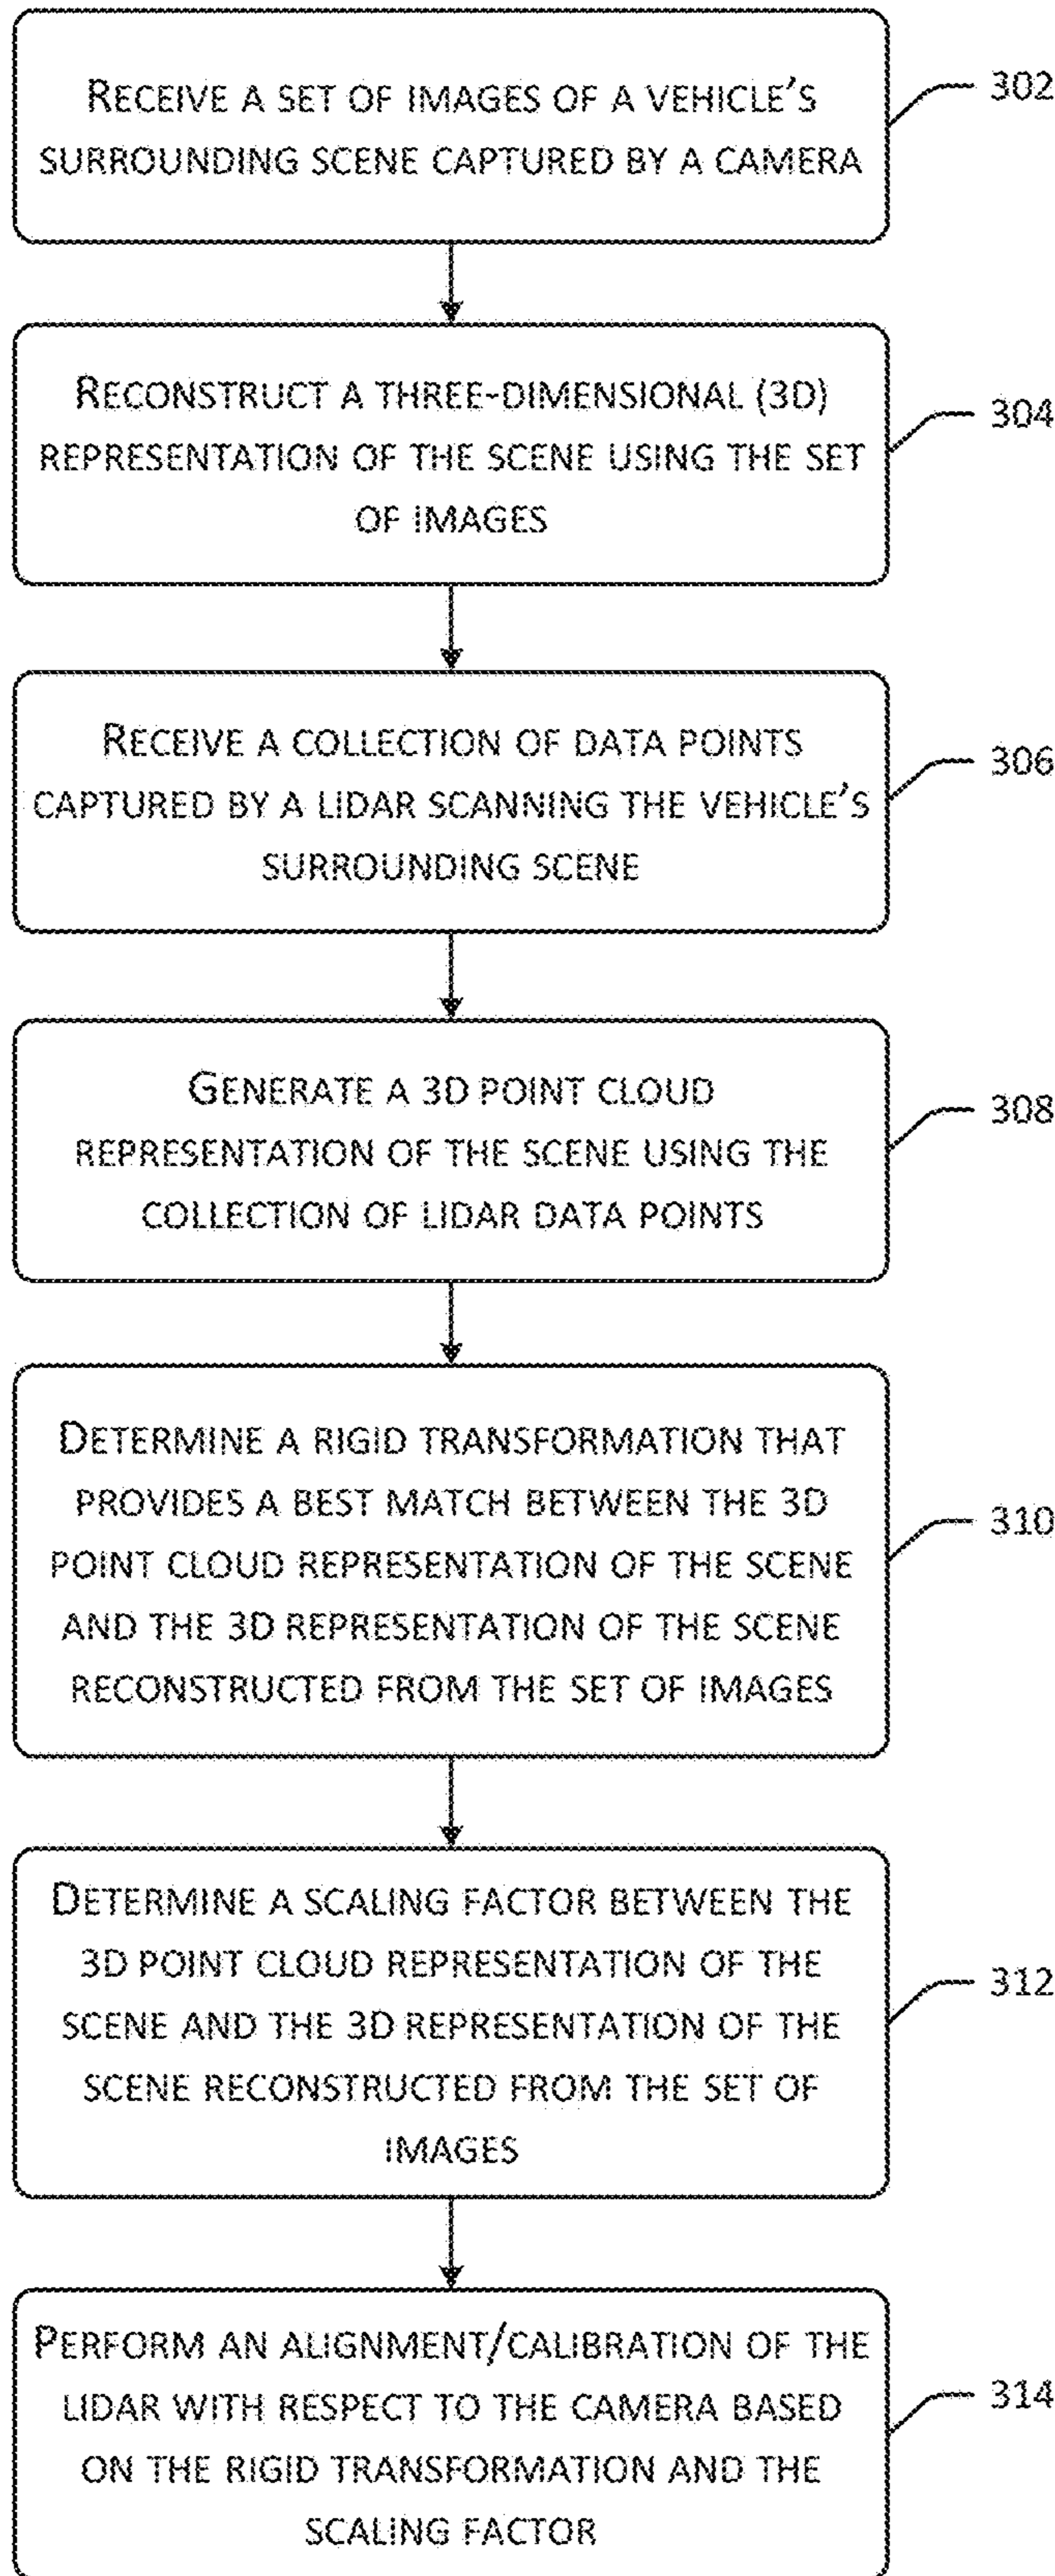 RECEIVE A SET OF IMAGES OF A VEHICLE'S
SURROUNDING SCENE CAPTURED BY A CAMERA
302
RECONSTRUCT A THREE-DIMENSIONAL (3D)
REPRESENTATION OF THE SCENE USING THE SET
OF IMAGES
304
RECEIVE A COLLECTION OF DATA POINTS
CAPTURED BY A LIDAR SCANNING THE VEHICLE'S
SURROUNDING SCENE
306
GENERATE A 3D POINT CLOUD
REPRESENTATION OF THE SCENE USING THE
COLLECTION OF LIDAR DATA POINTS
308
DETERMINE A RIGID TRANSFORMATION THAT
PROVIDES A BEST MATCH BETWEEN THE 3D
POINT CLOUD REPRESENTATION OF THE SCENE
AND THE 3D REPRESENTATION OF THE SCENE
RECONSTRUCTED FROM THE SET OF IMAGES
310
DETERMINE A SCALING FACTOR BETWEEN THE
3D POINT CLOUD REPRESENTATION OF THE
SCENE AND THE 3D REPRESENTATION OF THE
SCENE RECONSTRUCTED FROM THE SET OF
IMAGES
312
PERFORM AN ALIGNMENT/CALIBRATION OF THE
LIDAR WITH RESPECT TO THE CAMERA BASED
ON THE RIGID TRANSFORMATION AND THE
SCALING FACTOR
314